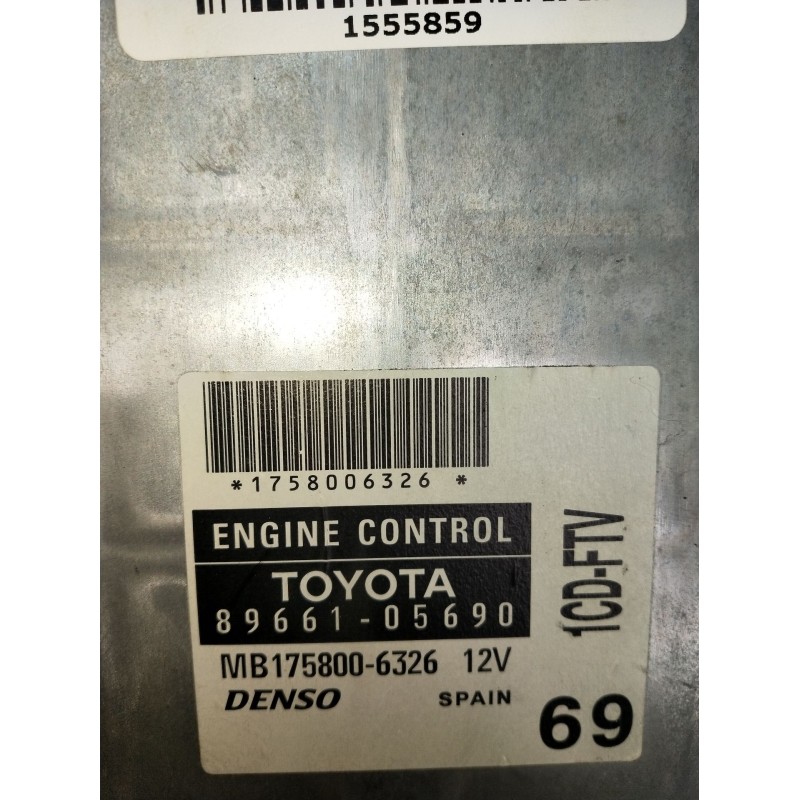 1555859
*1758006326 *
ENGINE CONTROL
TOYOTA
89661-05690
MB175800-6326 12V
DENSO SPAIN
69
1CD-FTV